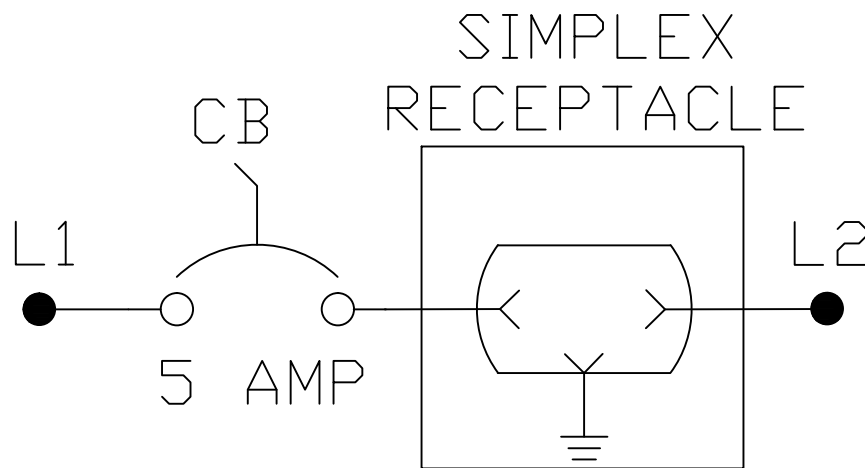 SIMPLEX
RECEPTACLE
CB
L1
L2
5 AMP